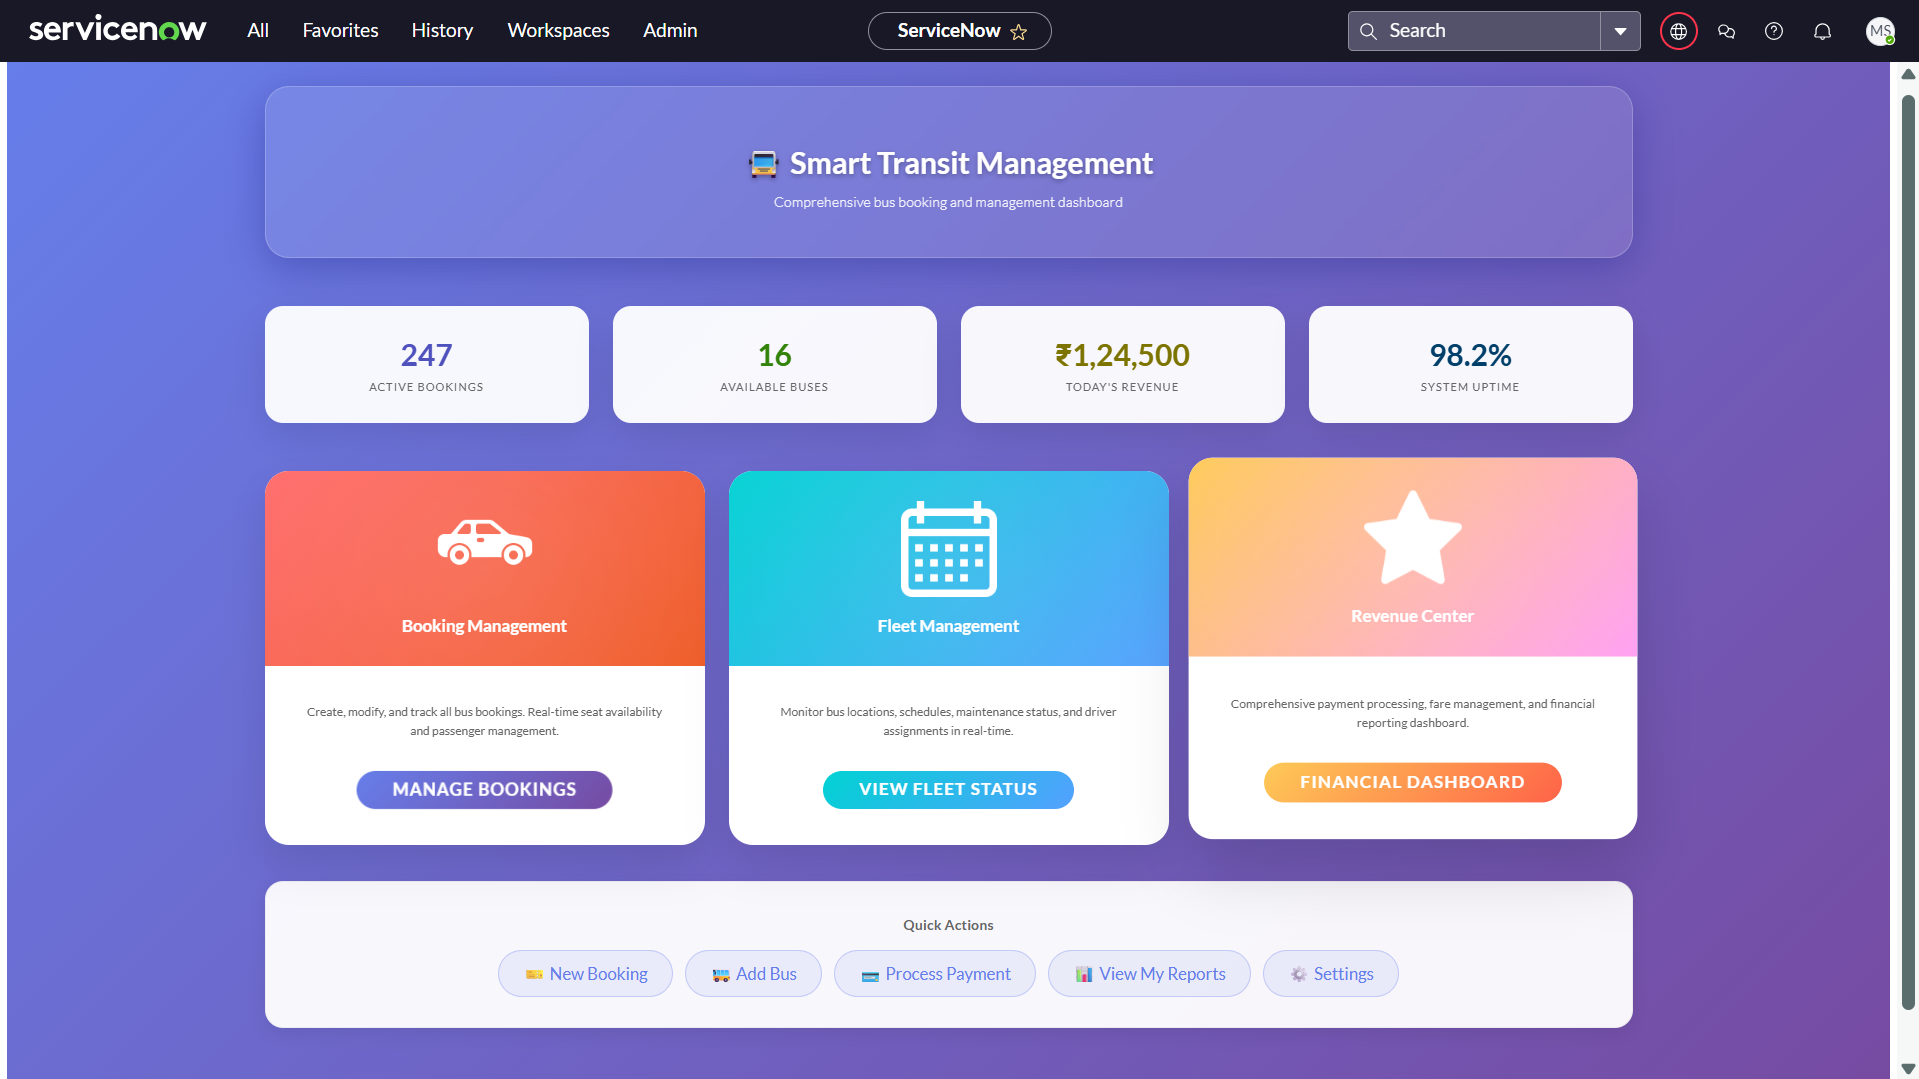 servicenow
All
Favorites
History
Workspaces
Admin
ServiceNow
Search
MS
Smart Transit Management
Comprehensive bus booking and management dashboard
247
ACTIVE BOOKINGS
16
AVAILABLE BUSES
₹1,24,500
TODAY'S REVENUE
98.2%
SYSTEM UPTIME
Booking Management
Create, modify, and track all bus bookings. Real-time seat availability
and passenger management.
MANAGE BOOKINGS
Fleet Management
Monitor bus locations, schedules, maintenance status, and driver
assignments in real-time.
VIEW FLEET STATUS
Revenue Center
Comprehensive payment processing, fare management, and financial
reporting dashboard.
FINANCIAL DASHBOARD
Quick Actions
New Booking
Add Bus
Process Payment
View My Reports
Settings